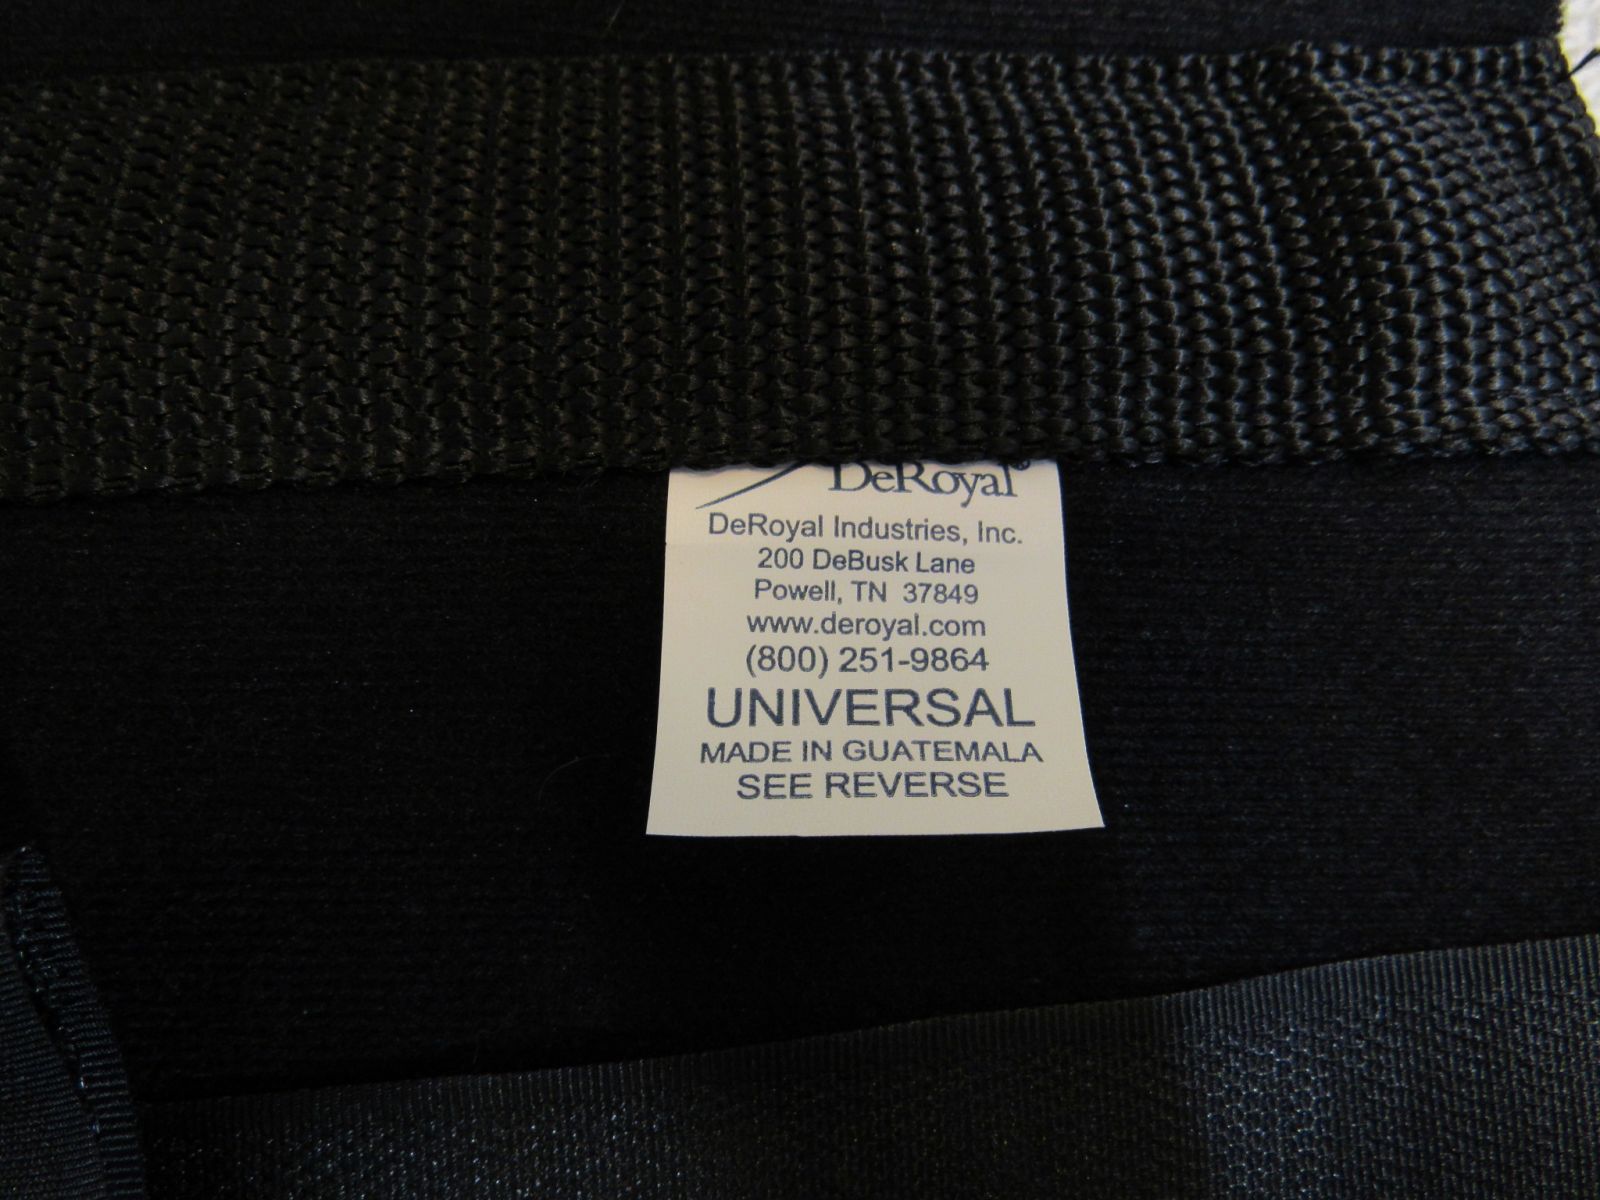 DeRoyal®
DeRoyal Industries, Inc.
200 DeBusk Lane
Powell, TN 37849
www.deroyal.com
(800) 251-9864
UNIVERSAL
MADE IN GUATEMALA
SEE REVERSE